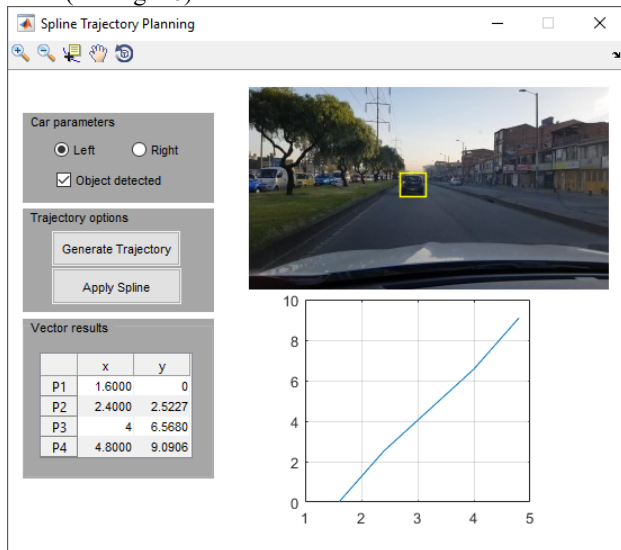 Spline Trajectory Planning
Car parameters
Left Right
Object detected
Trajectory options
Generate Trajectory
Apply Spline
Vector results
x y
P1 1.6000 0
P2 2.4000 2.5227
P3 4 6.5680
P4 4.8000 9.0906
10
8
6
4
2
0
1 2 3 4 5